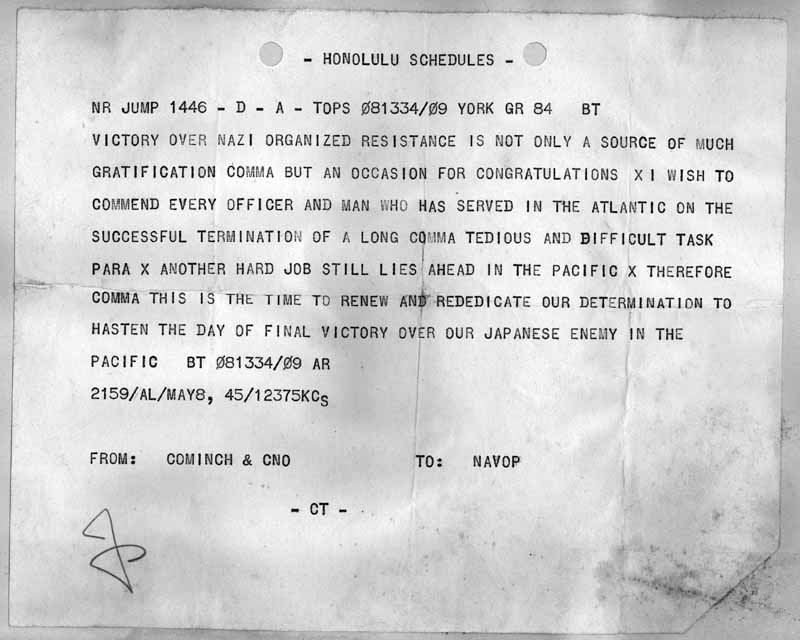 - HONOLULU SCHEDULES -
NR JUMP 1446 - D - A - TOPS Ø81334/Ø9 YORK GR 84 BT
VICTORY OVER NAZI ORGANIZED RESISTANCE IS NOT ONLY A SOURCE OF MUCH
GRATIFICATION COMMA BUT AN OCCASION FOR CONGRATULATIONS X I WISH TO
COMMEND EVERY OFFICER AND MAN WHO HAS SERVED IN THE ATLANTIC ON THE
SUCCESSFUL TERMINATION OF A LONG COMMA TEDIOUS AND DIFFICULT TASK
PARA X ANOTHER HARD JOB STILL LIES AHEAD IN THE PACIFIC X THEREFORE
COMMA THIS IS THE TIME TO RENEW AND REDEDICATE OUR DETERMINATION TO
HASTEN THE DAY OF FINAL VICTORY OVER OUR JAPANESE ENEMY IN THE
PACIFIC BT Ø81334/Ø9 AR
2159/AL/MAY8, 45/12375KCs
FROM: COMINCH & CNO TO: NAVOP
- CT -